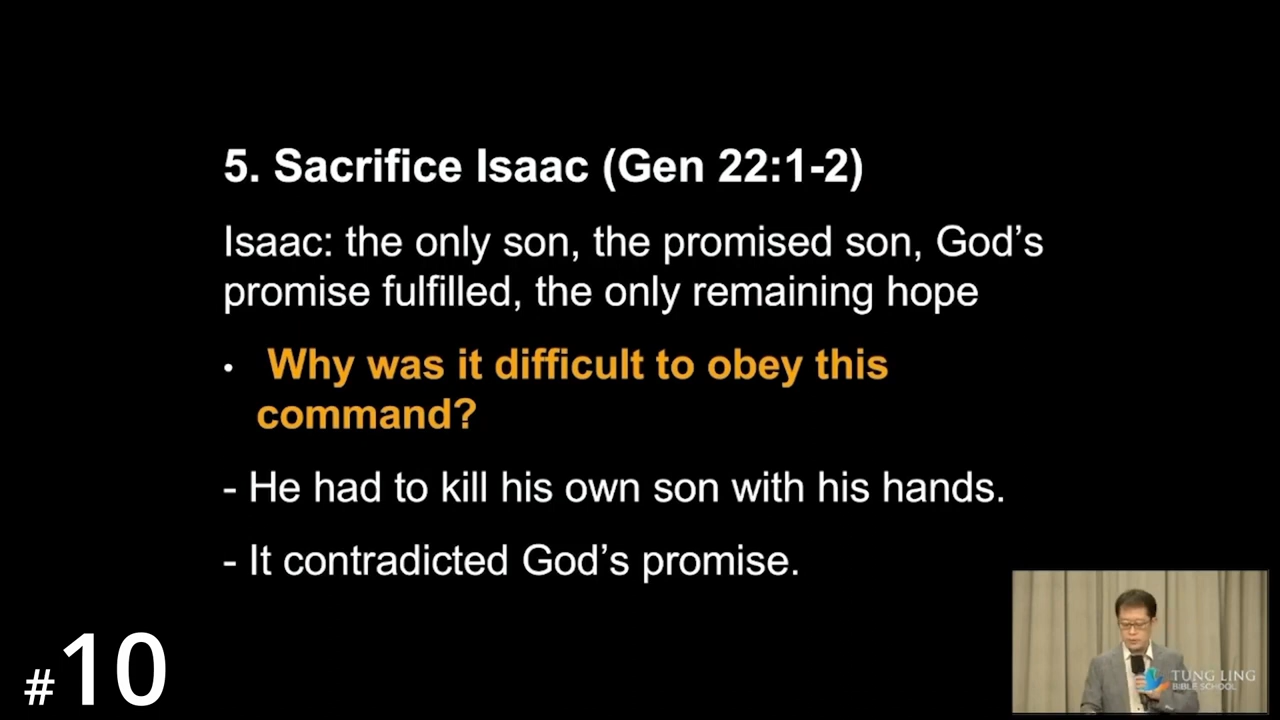 5. Sacrifice Isaac (Gen 22:1-2)
Isaac: the only son, the promised son, God’s
promise fulfilled, the only remaining hope
• Why was it difficult to obey this
command?
- He had to kill his own son with his hands.
- It contradicted God’s promise.
#10
TUNG LING
BIBLE SCHOOL